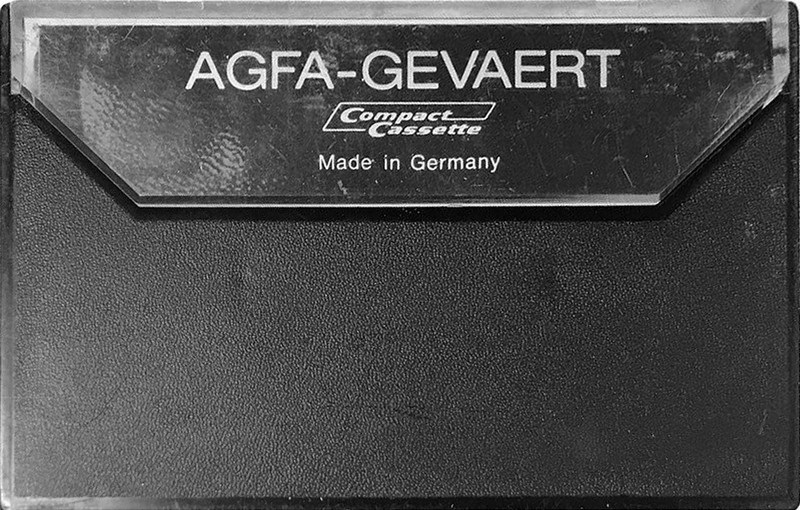 AGFA-GEVAERT
Compact
Cassette
Made in Germany